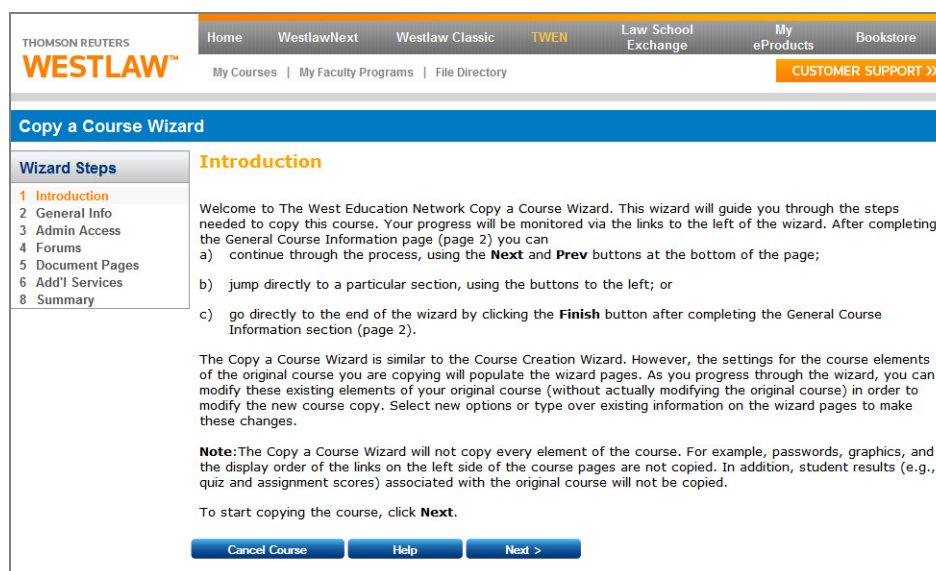 THOMSON REUTERS
WESTLAW™
Home WestlawNext Westlaw Classic TWEN Law School Exchange My eProducts Bookstore
My Courses | My Faculty Programs | File Directory
CUSTOMER SUPPORT »
Copy a Course Wizard
Wizard Steps
1 Introduction
2 General Info
3 Admin Access
4 Forums
5 Document Pages
6 Add'l Services
8 Summary
Introduction
Welcome to The West Education Network Copy a Course Wizard. This wizard will guide you through the steps
needed to copy this course. Your progress will be monitored via the links to the left of the wizard. After completing
the General Course Information page (page 2) you can
a) continue through the process, using the Next and Prev buttons at the bottom of the page;
b) jump directly to a particular section, using the buttons to the left; or
c) go directly to the end of the wizard by clicking the Finish button after completing the General Course
Information section (page 2).
The Copy a Course Wizard is similar to the Course Creation Wizard. However, the settings for the course elements
of the original course you are copying will populate the wizard pages. As you progress through the wizard, you can
modify these existing elements of your original course (without actually modifying the original course) in order to
modify the new course copy. Select new options or type over existing information on the wizard pages to make
these changes.
Note:The Copy a Course Wizard will not copy every element of the course. For example, passwords, graphics, and
the display order of the links on the left side of the course pages are not copied. In addition, student results (e.g.,
quiz and assignment scores) associated with the original course will not be copied.
To start copying the course, click Next.
Cancel Course Help Next >